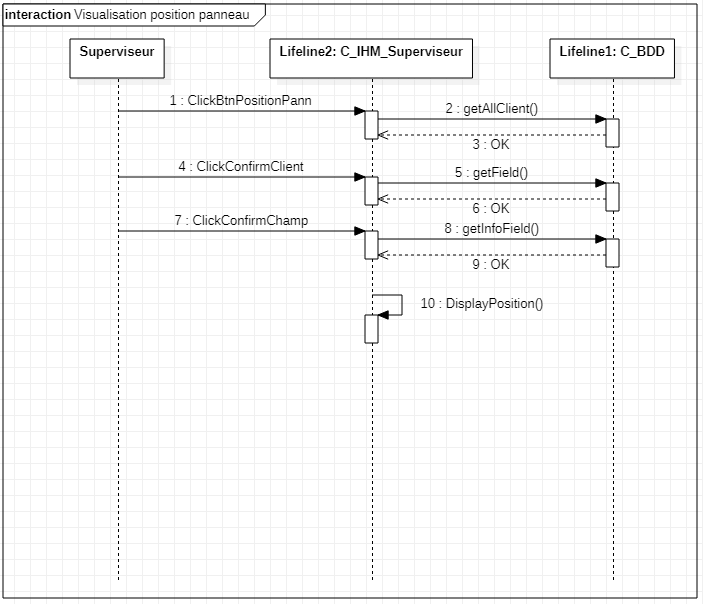 interaction Visualisation position panneau
Superviseur
Lifeline2: C_IHM_Superviseur
Lifeline1: C_BDD
1 : ClickBtnPositionPann
2 : getAllClient()
3 : OK
4 : ClickConfirmClient
5 : getField()
6 : OK
7 : ClickConfirmChamp
8 : getInfoField()
9 : OK
10 : DisplayPosition()